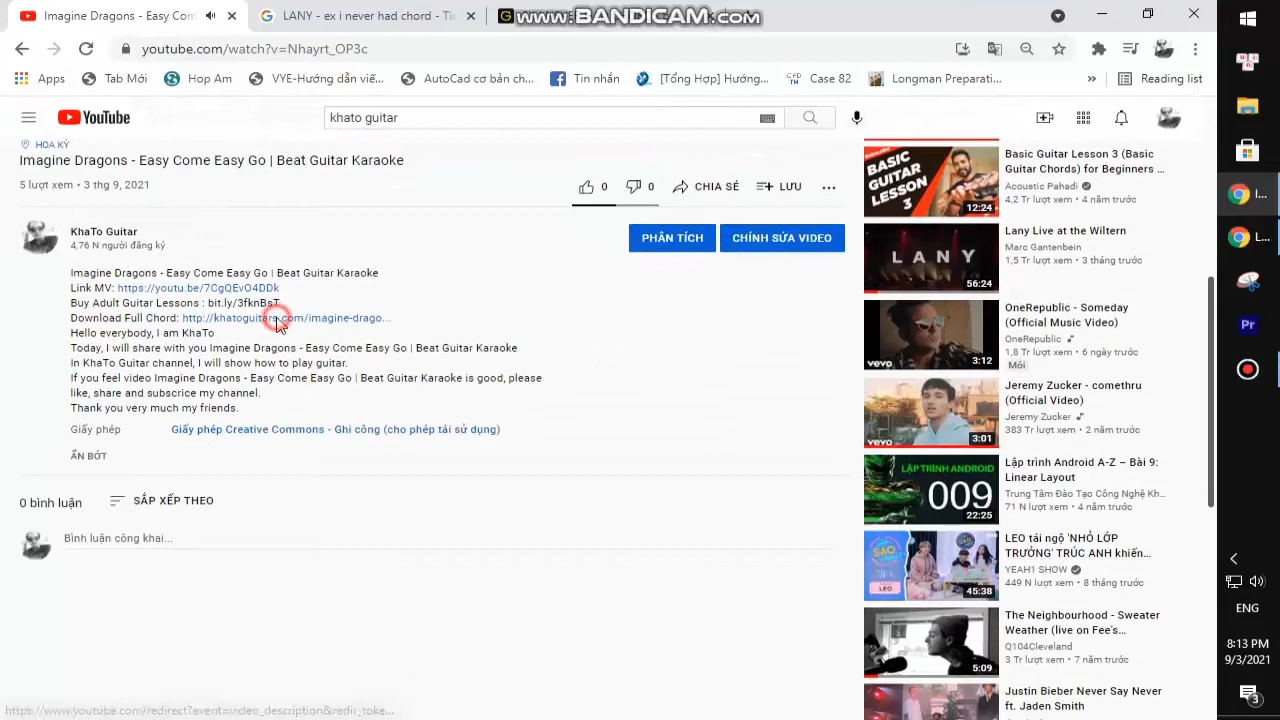 Imagine Dragons - Easy Com
LANY - ex i never had chord - Ti
www.BANDICAM.com
youtube.com/watch?v=Nhayrt_OP3c
Apps
Tab Mới
Hop Am
VYE-Hướng dẫn viế...
AutoCad cơ bản ch...
Tin nhắn
[Tổng Hợp] Hướng...
Case 82
Longman Preparati...
»
Reading list
YouTube
khato guitar
HOA KỲ
Imagine Dragons - Easy Come Easy Go | Beat Guitar Karaoke
5 lượt xem • 3 thg 9, 2021
0
0
CHIA SẺ
LƯU
KhaTo Guitar
4,76 N người đăng ký
PHÂN TÍCH
CHỈNH SỬA VIDEO
Imagine Dragons - Easy Come Easy Go | Beat Guitar Karaoke
Link MV: https://youtu.be/7CgQEvO4DDk
Buy Adult Guitar Lessons : bit.ly/3fknBsT
Download Full Chord: http://khatoguitars.com/imagine-drago...
Hello everybody, I am KhaTo
Today, I will share with you Imagine Dragons - Easy Come Easy Go | Beat Guitar Karaoke
In KhaTo Guitar channel, I will show how to play guitar.
If you feel video Imagine Dragons - Easy Come Easy Go | Beat Guitar Karaoke is good, please
like, share and subscrice my channel.
Thank you very much my friends.
Giấy phép
Giấy phép Creative Commons - Ghi công (cho phép tái sử dụng)
ẨN BỚT
0 bình luận
SẮP XẾP THEO
Bình luận công khai...
https://www.youtube.com/redirect?event=video_description&redir_toke...
BASIC
GUITAR
LESSON
3
12:24
Basic Guitar Lesson 3 (Basic
Guitar Chords) for Beginners ...
Acoustic Pahadi
4,2 Tr lượt xem • 4 năm trước
LANY
56:24
Lany Live at the Wiltern
Marc Gantenbein
1,5 Tr lượt xem • 3 tháng trước
vevo
3:12
OneRepublic - Someday
(Official Music Video)
OneRepublic
1,8 Tr lượt xem • 6 ngày trước
Mới
vevo
3:01
Jeremy Zucker - comethru
(Official Video)
Jeremy Zucker
383 Tr lượt xem • 2 năm trước
LẬP TRÌNH ANDROID
009
22:25
Lập trình Android A-Z – Bài 9:
Linear Layout
Trung Tâm Đào Tạo Công Nghệ Kh...
71 N lượt xem • 4 năm trước
SAO
LEO
45:38
LEO tái ngộ 'NHỎ LỚP
TRƯỞNG' TRÚC ANH khiến...
YEAH1 SHOW
449 N lượt xem • 8 tháng trước
5:09
The Neighbourhood - Sweater
Weather (live on Fee's...
Q104Cleveland
3 Tr lượt xem • 7 năm trước
Justin Bieber Never Say Never
ft. Jaden Smith
I...
L...
Pr
ENG
8:13 PM
9/3/2021
3